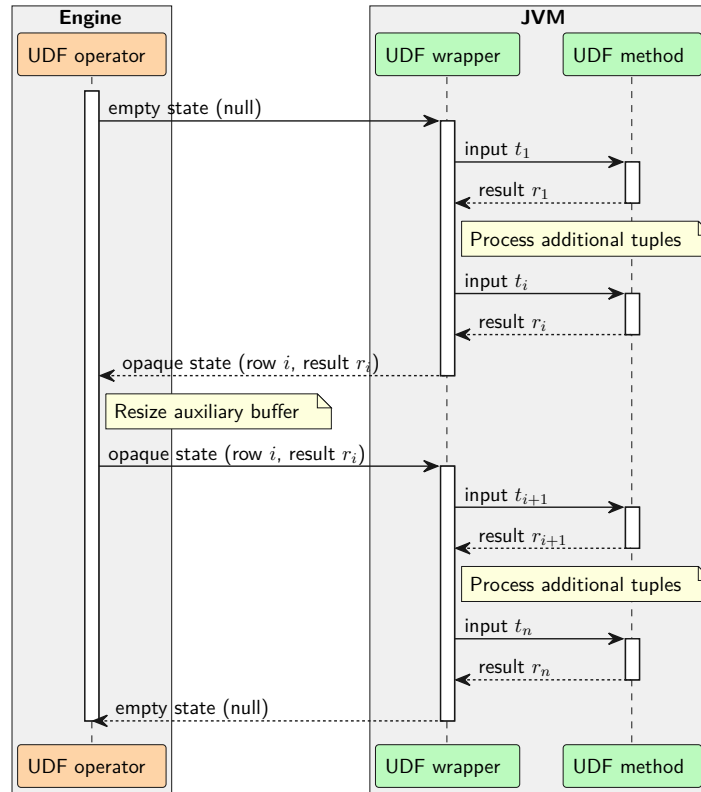 Engine JVM
UDF operator UDF wrapper UDF method
empty state (null)
input t₁
result r₁
Process additional tuples
input tᵢ
result rᵢ
opaque state (row i, result rᵢ)
Resize auxiliary buffer
opaque state (row i, result rᵢ)
input tᵢ₊₁
result rᵢ₊₁
Process additional tuples
input tₙ
result rₙ
empty state (null)
UDF operator UDF wrapper UDF method